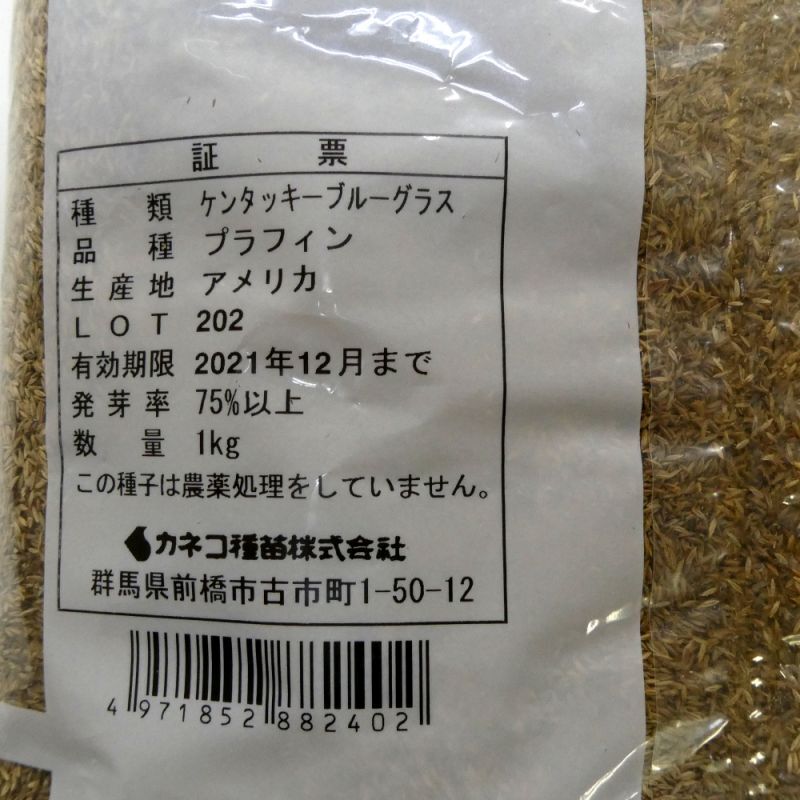 証 票
種 類 ケンタッキーブルーグラス
品 種 プラフィン
生 産 地 アメリカ
L O T 202
有効期限 2021年12月まで
発 芽 率 75%以上
数 量 1kg
この種子は農薬処理をしていません。
カネコ種苗株式会社
群馬県前橋市古市町1-50-12
4 971852 882402